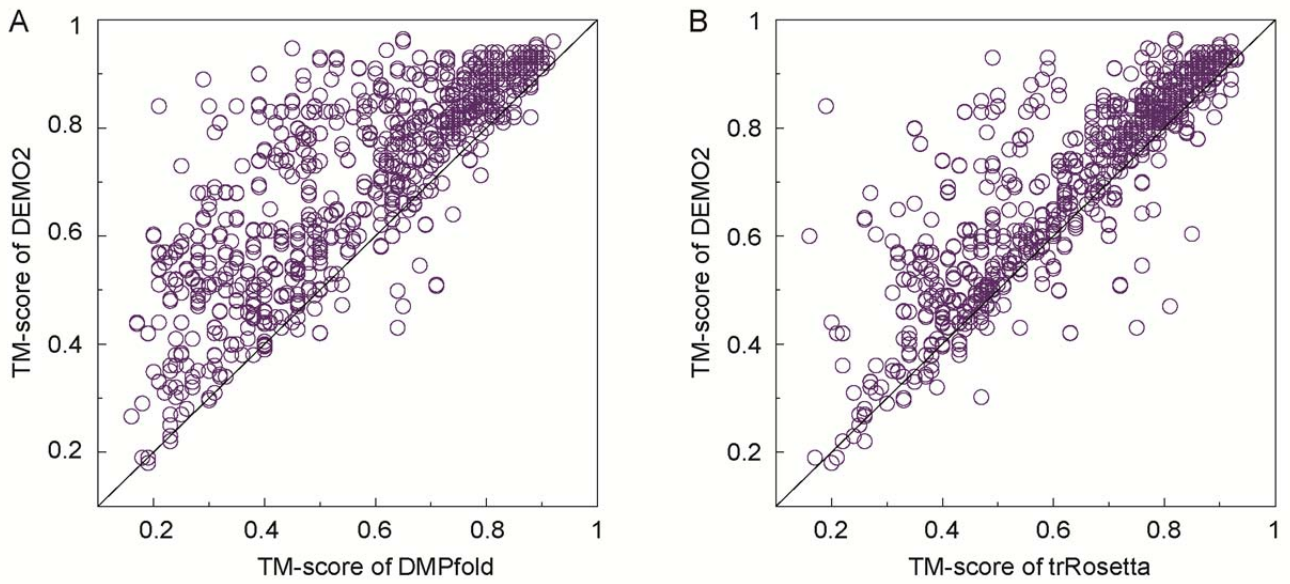 A
TM-score of DEMO2
1
0.8
0.6
0.4
0.2
0.2 0.4 0.6 0.8 1
TM-score of DMPfold
B
TM-score of DEMO2
1
0.8
0.6
0.4
0.2
0.2 0.4 0.6 0.8 1
TM-score of trRosetta